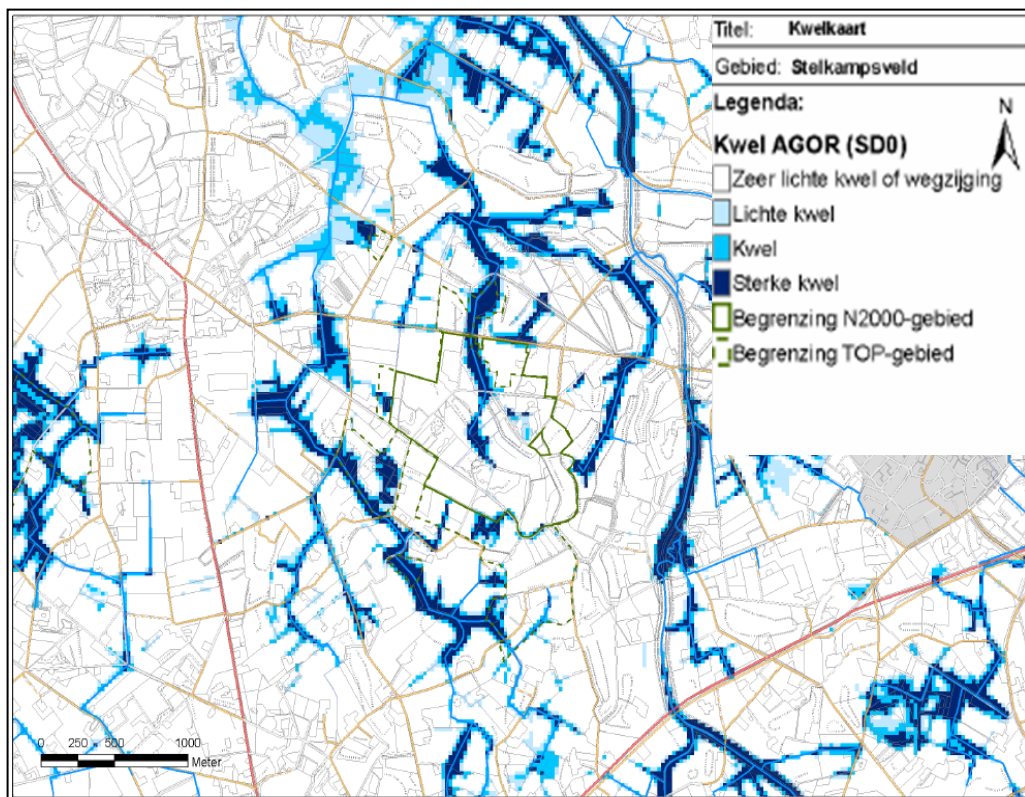 Titel: Kwelkaart
Gebied: Stelkampsveld
Legenda:
N
Kwel AGOR (SD0)
Zeer lichte kwel of wegzijging
Lichte kwel
Kwel
Sterke kwel
Begrenzing N2000-gebied
Begrenzing TOP-gebied
0 250 500 1000
Meter